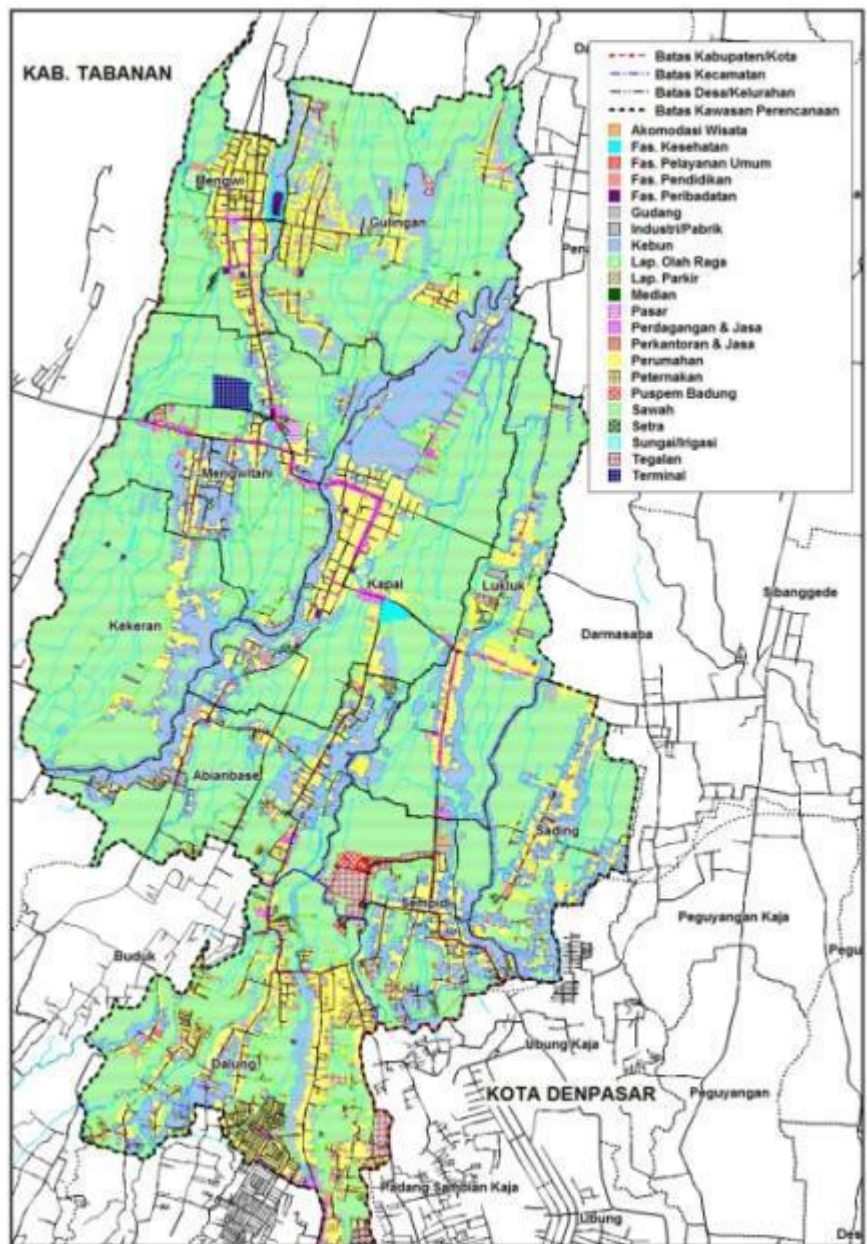 KAB. TABANAN
Batas Kabupaten/Kota
Batas Kecamatan
Batas Desa/Kelurahan
Batas Kawasan Perencanaan
Akomodasi Wisata
Fas. Kesehatan
Fas. Pelayanan Umum
Fas. Pendidikan
Fas. Peribadatan
Gudang
Industri/Pabrik
Kebun
Lap. Olah Raga
Lap. Parkir
Median
Pasar
Perdagangan & Jasa
Perkantoran & Jasa
Perumahan
Peternakan
Puspem Badung
Sawah
Setra
Sungai/Irigasi
Tegalan
Terminal
Mengwi
Gulingan
Mengwitani
Kapal
Lukluk
Sibanggede
Kekeran
Darmasaba
Abianbase
Sading
Sempidi
Peguyangan Kaja
Buduk
Ubung Kaja
Dalung
KOTA DENPASAR
Peguyangan
Padang Sambian Kaja
Ubung